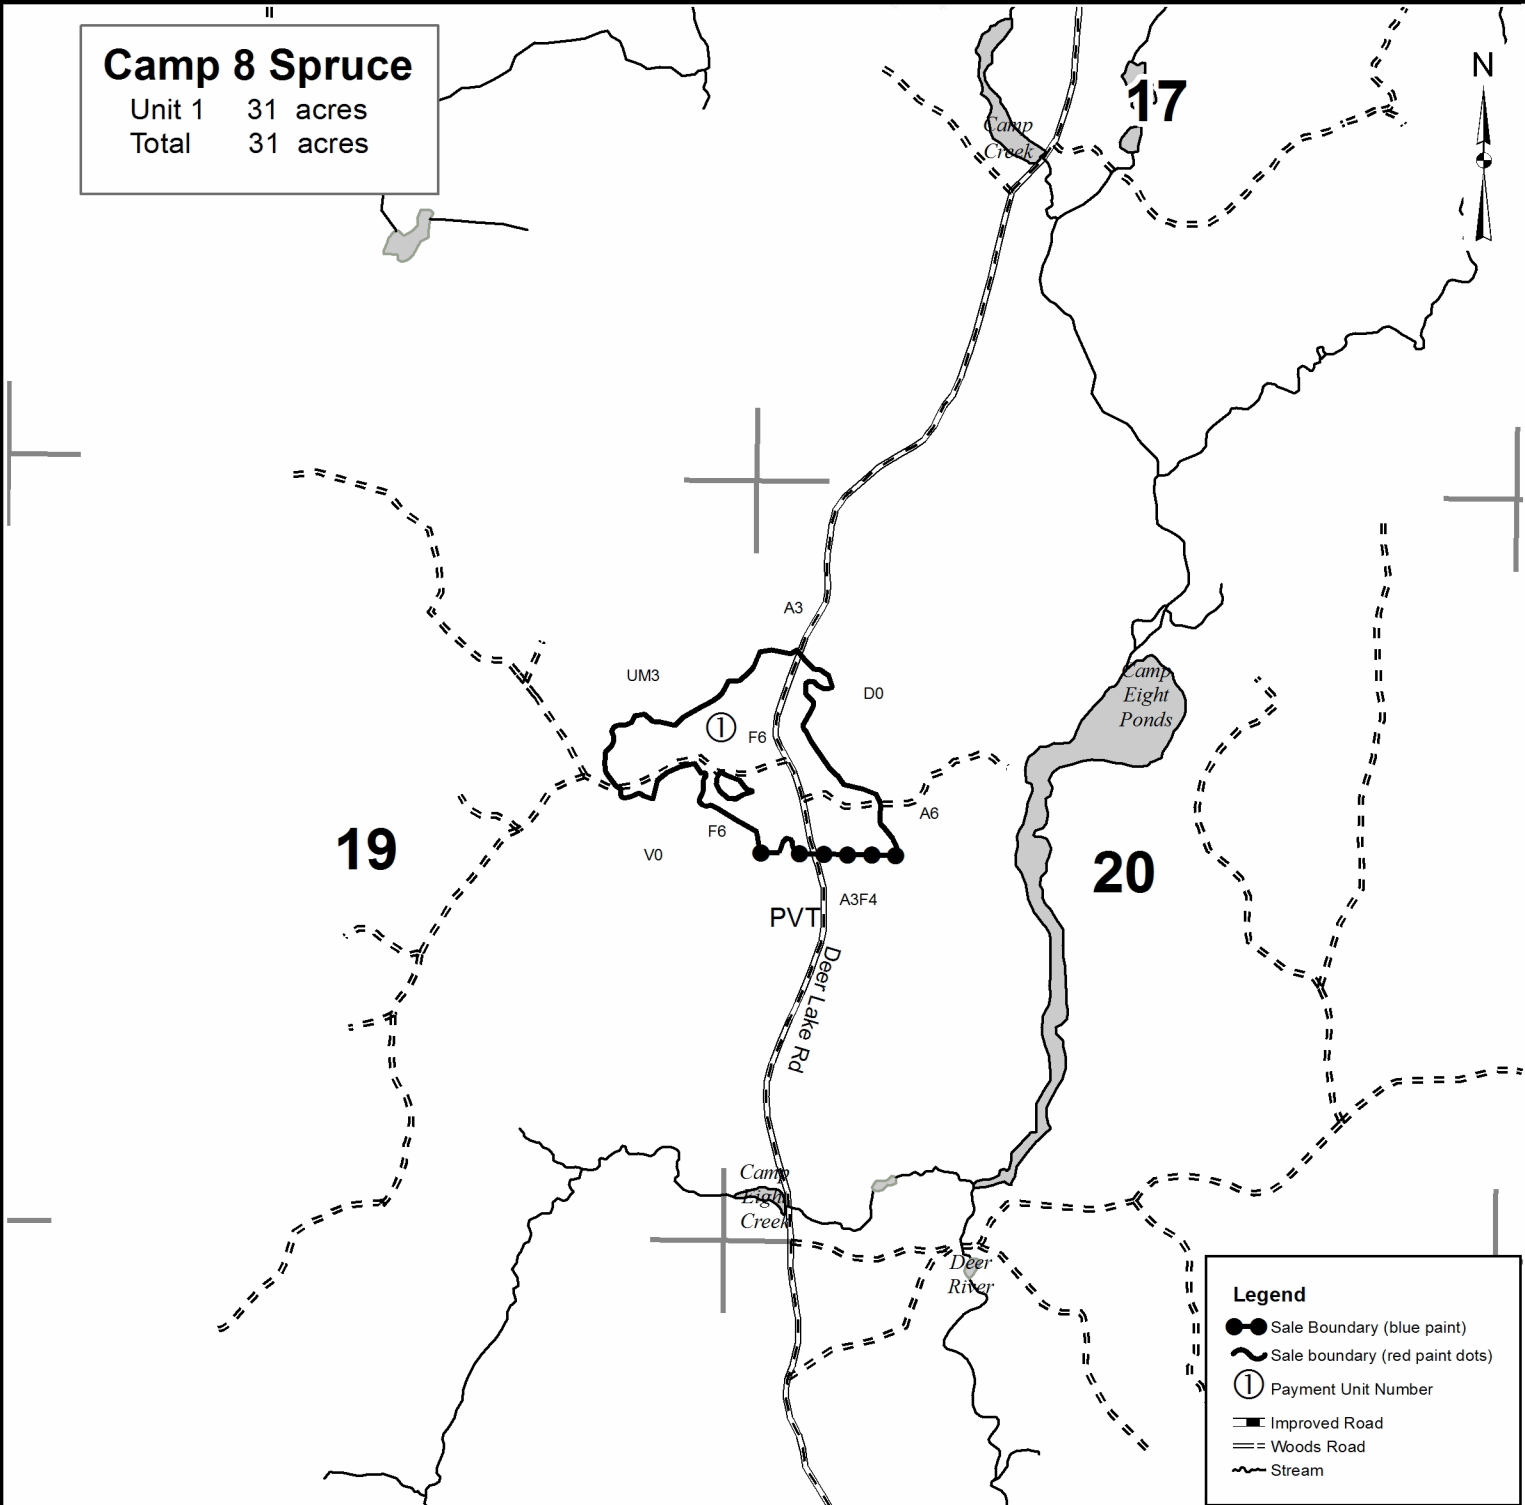 Camp 8 Spruce
Unit 1 31 acres
Total 31 acres
17
N
Camp
Creek
A3
UM3
D0
Camp
Eight
Ponds
1
F6
A6
19
F6
V0
20
A3F4
PVT
Deer Lake Rd
Camp
Eight
Creek
Deer
River
Legend
Sale Boundary (blue paint)
Sale boundary (red paint dots)
1 Payment Unit Number
Improved Road
Woods Road
Stream